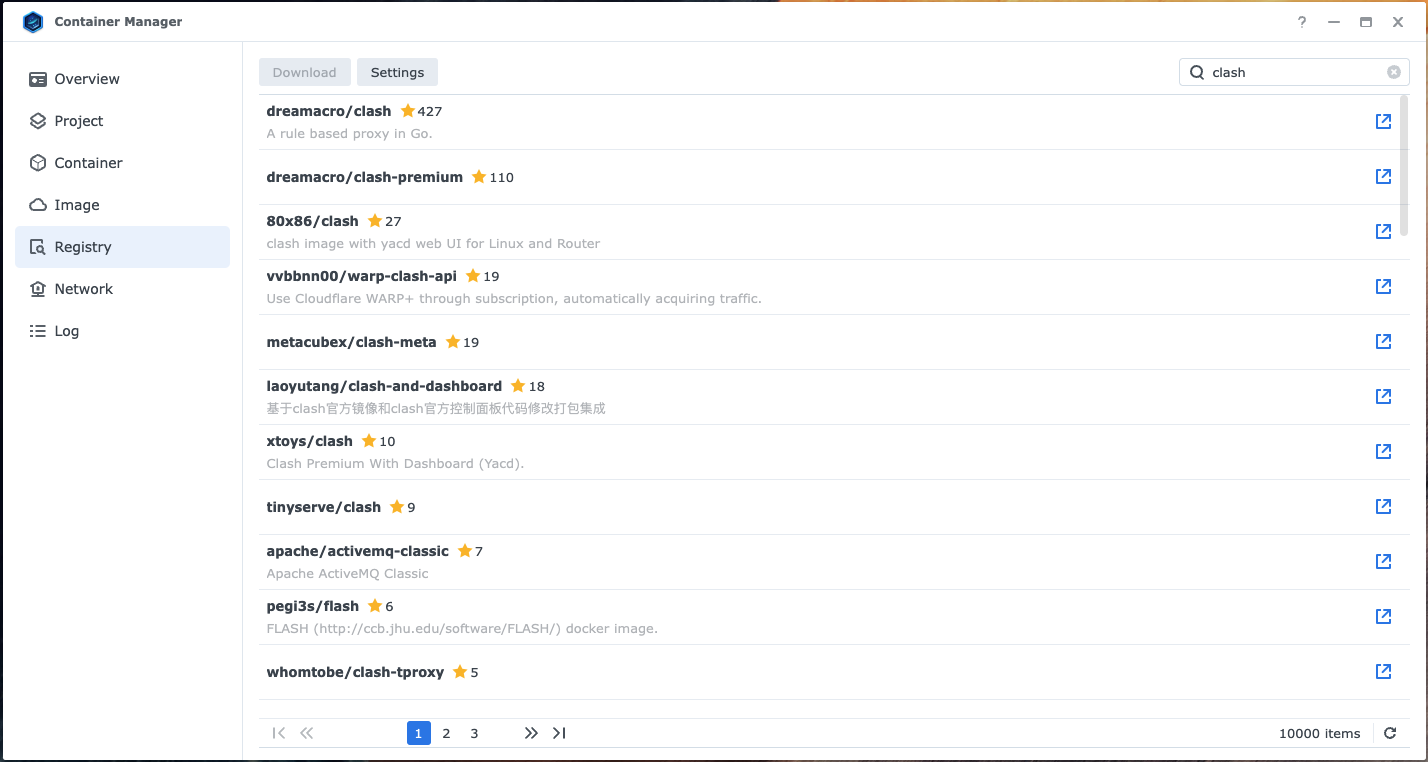 Container Manager
?
Overview
Project
Container
Image
Registry
Network
Log
Download Settings
clash
dreamacro/clash 427
A rule based proxy in Go.
dreamacro/clash-premium 110
80x86/clash 27
clash image with yacd web UI for Linux and Router
vvbbnn00/warp-clash-api 19
Use Cloudflare WARP+ through subscription, automatically acquiring traffic.
metacubex/clash-meta 19
laoyutang/clash-and-dashboard 18
基于clash官方镜像和clash官方控制面板代码修改打包集成
xtoys/clash 10
Clash Premium With Dashboard (Yacd).
tinyserve/clash 9
apache/activemq-classic 7
Apache ActiveMQ Classic
pegi3s/flash 6
FLASH (http://ccb.jhu.edu/software/FLASH/) docker image.
whomtobe/clash-tproxy 5
1 2 3
10000 items